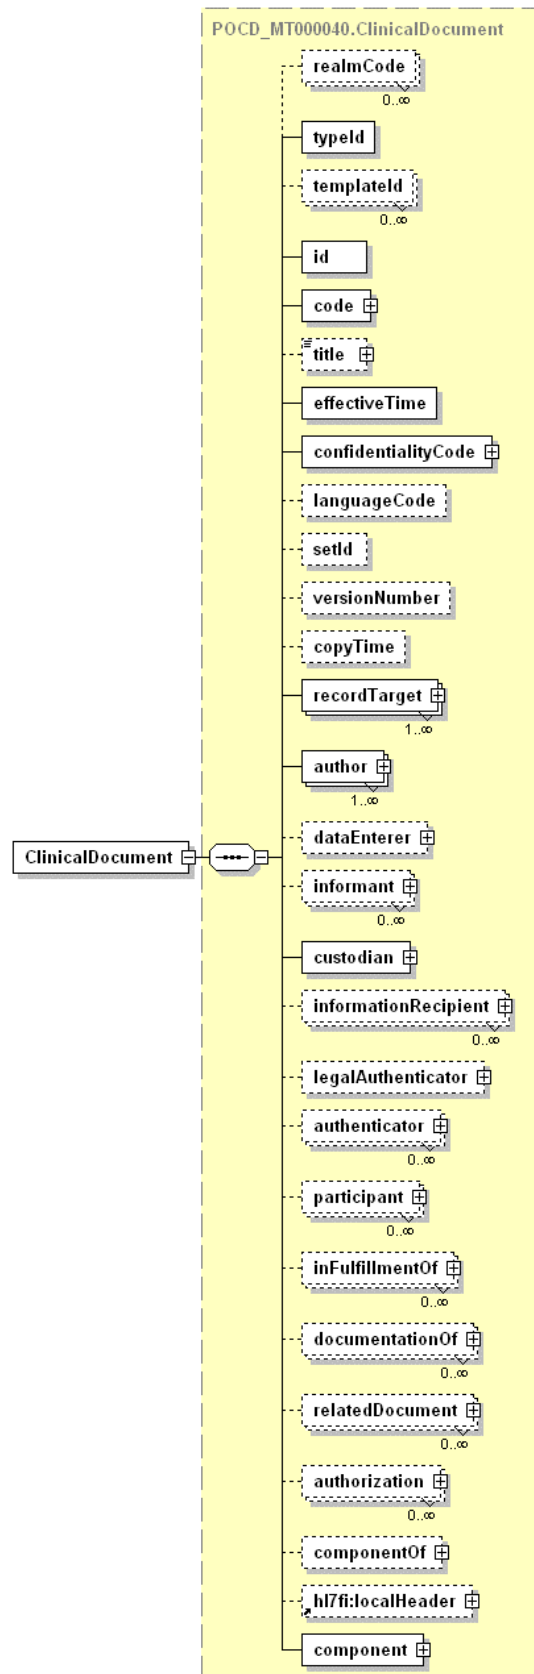 POCD_MT000040.ClinicalDocument
realmCode
0..∞
typeId
templateId
0..∞
id
code
title
effectiveTime
confidentialityCode
languageCode
setId
versionNumber
copyTime
recordTarget
1..∞
author
1..∞
dataEnterer
ClinicalDocument
informant
0..∞
custodian
informationRecipient
0..∞
legalAuthenticator
authenticator
0..∞
participant
0..∞
inFulfillmentOf
0..∞
documentationOf
0..∞
relatedDocument
0..∞
authorization
0..∞
componentOf
hl7fi:localHeader
component